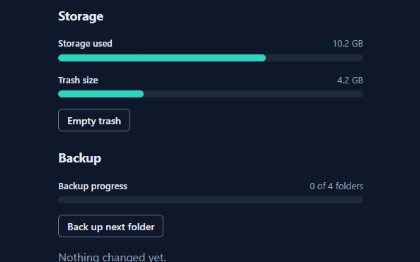 Storage
Storage used 10.2 GB
Trash size 4.2 GB
Empty trash
Backup
Backup progress 0 of 4 folders
Back up next folder
Nothing changed yet.